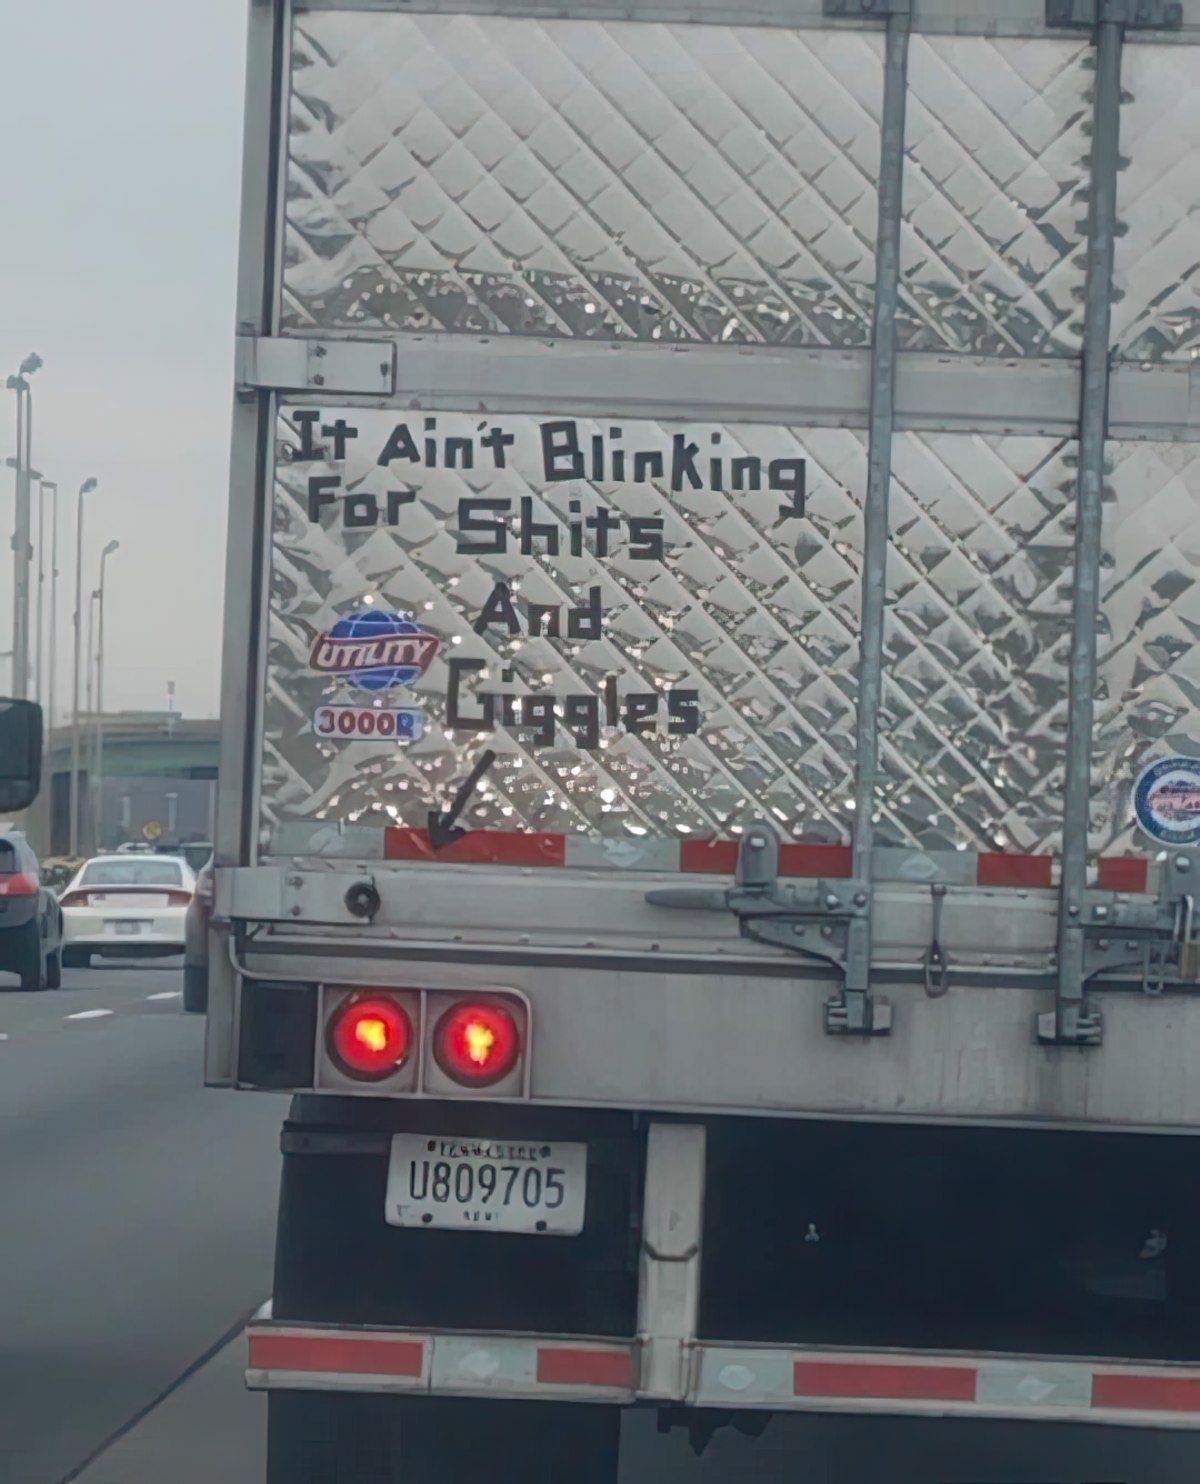 It Ain't Blinking
For Shits
And
Giggles
UTILITY
3000R
U809705